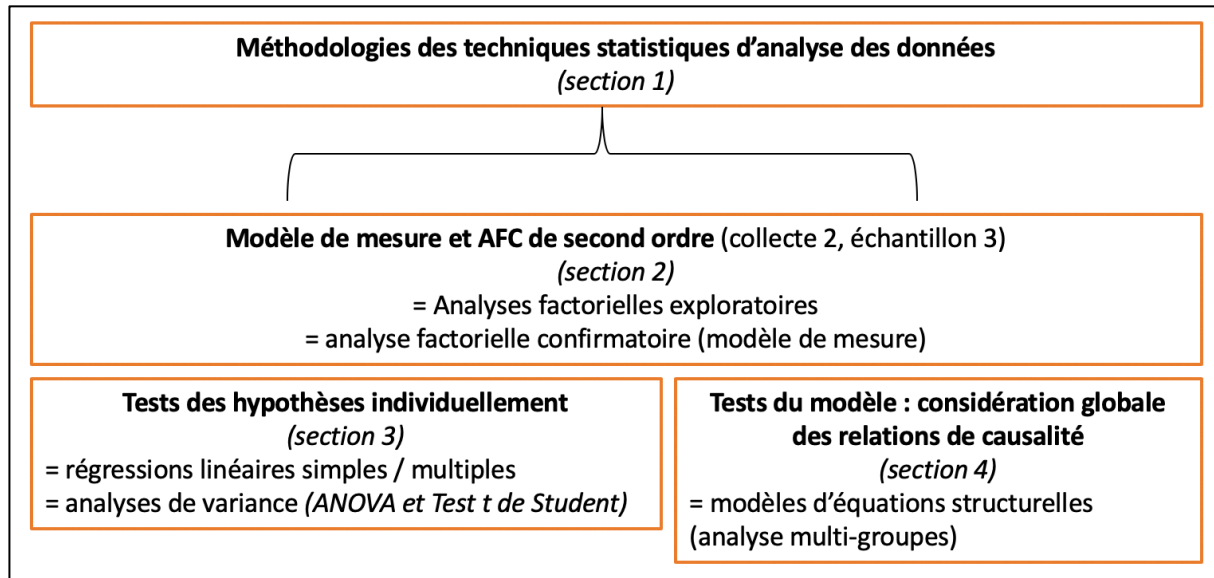 Méthodologies des techniques statistiques d’analyse des données
(section 1)
Modèle de mesure et AFC de second ordre (collecte 2, échantillon 3)
(section 2)
= Analyses factorielles exploratoires
= analyse factorielle confirmatoire (modèle de mesure)
Tests des hypothèses individuellement
(section 3)
= régressions linéaires simples / multiples
= analyses de variance (ANOVA et Test t de Student)
Tests du modèle : considération globale
des relations de causalité
(section 4)
= modèles d’équations structurelles
(analyse multi-groupes)